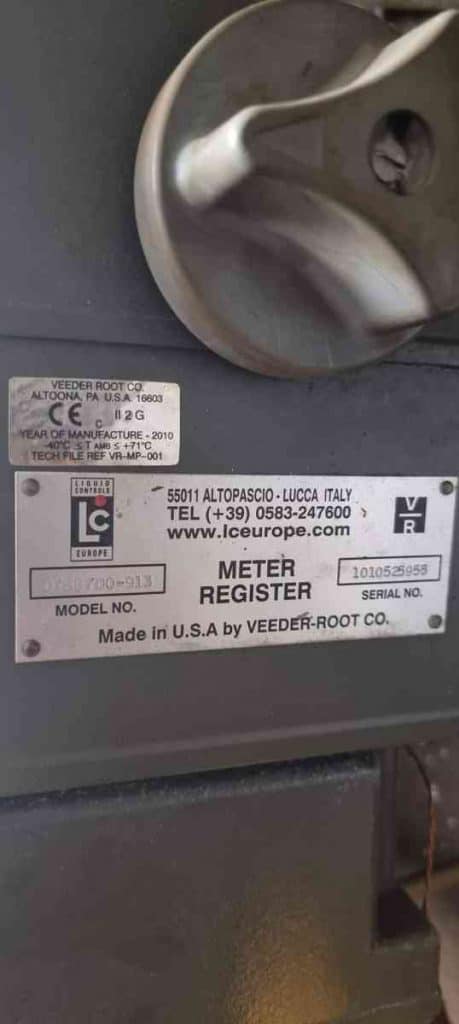 VEEDER ROOT CO.
ALTOONA, PA U.S.A. 16603
CE C II 2 G
YEAR OF MANUFACTURE - 2010
-40°C ≤ T AMB ≤ +71°C
TECH FILE REF VR-MP-001
LIQUID
CONTROLS
LC
EUROPE
55011 ALTOPASCIO - LUCCA ITALY
TEL (+39) 0583-247600
www.lceurope.com
V
R
METER
REGISTER
MODEL NO.
SERIAL NO.
Made in U.S.A by VEEDER-ROOT CO.